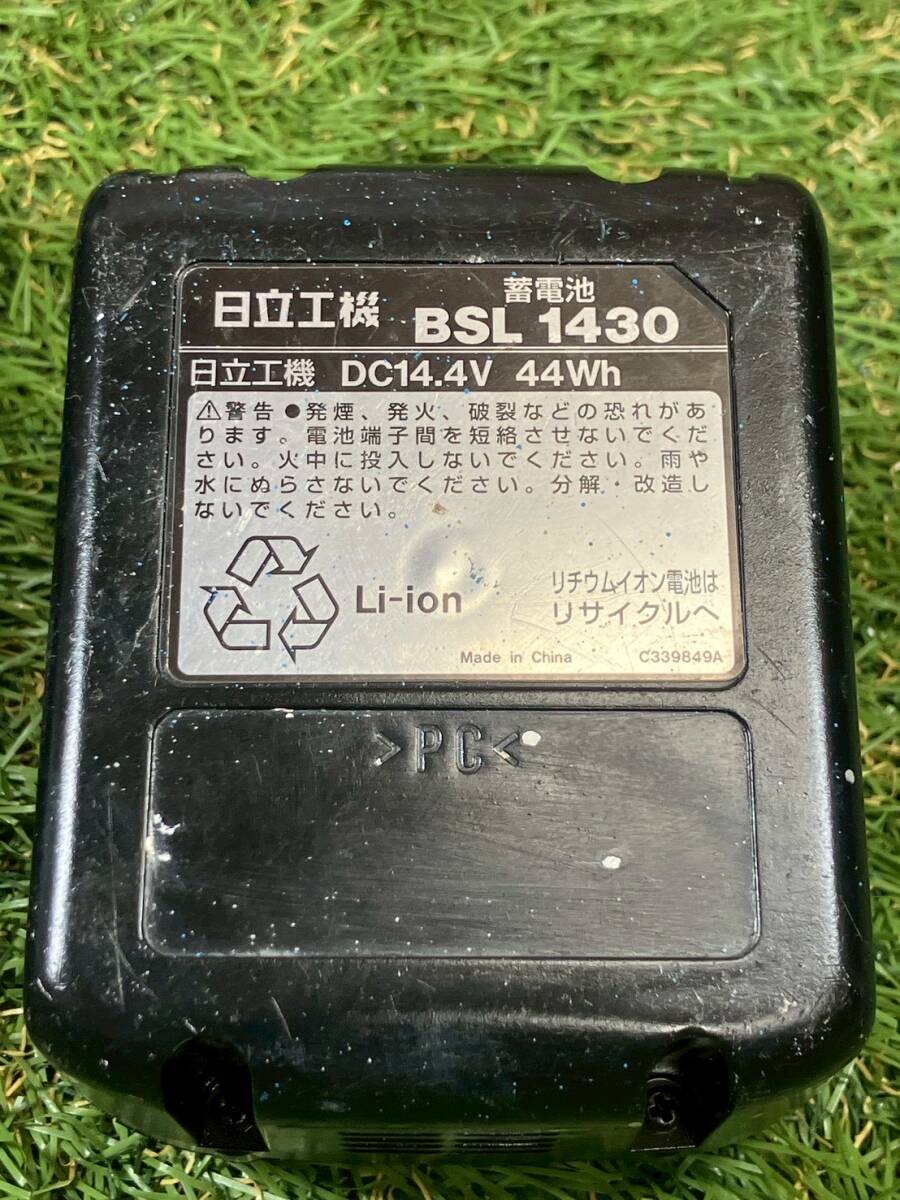 日立工機 蓄電池
BSL 1430
日立工機 DC14.4V 44Wh
⚠警告 ●発煙、発火、破裂などの恐れがあ
ります。電池端子間を短絡させないでくだ
さい。火中に投入しないでください。雨や
水にぬらさないでください。分解・改造し
ないでください。
Li-ion
リチウムイオン電池は
リサイクルへ
Made in China C339849A
>PC<